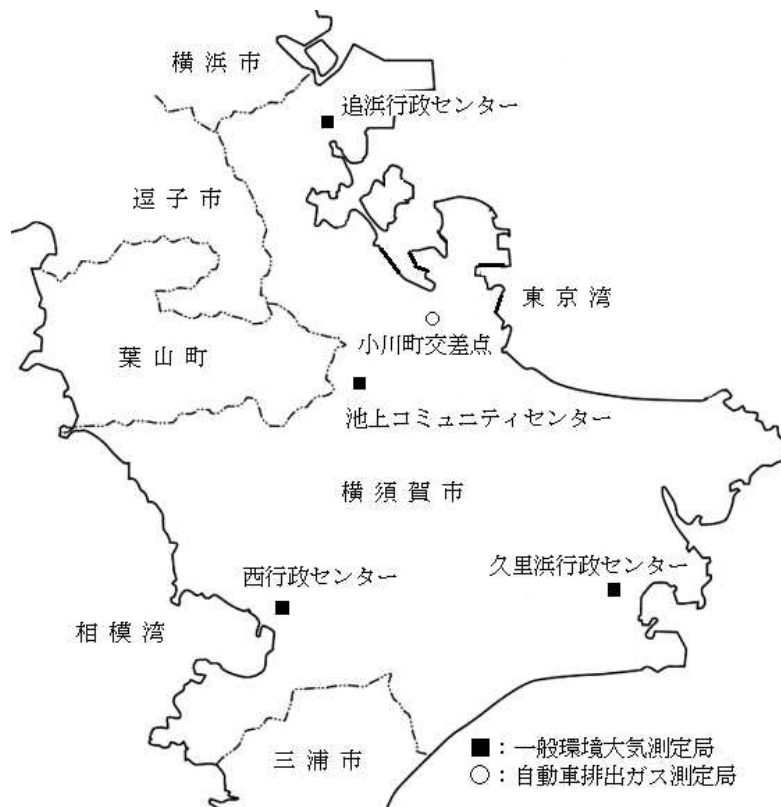 横浜市
追浜行政センター
逗子市
東京湾
小川町交差点
葉山町
池上コミュニティセンター
横須賀市
久里浜行政センター
西行政センター
相模湾
三浦市
■：一般環境大気測定局
○：自動車排出ガス測定局